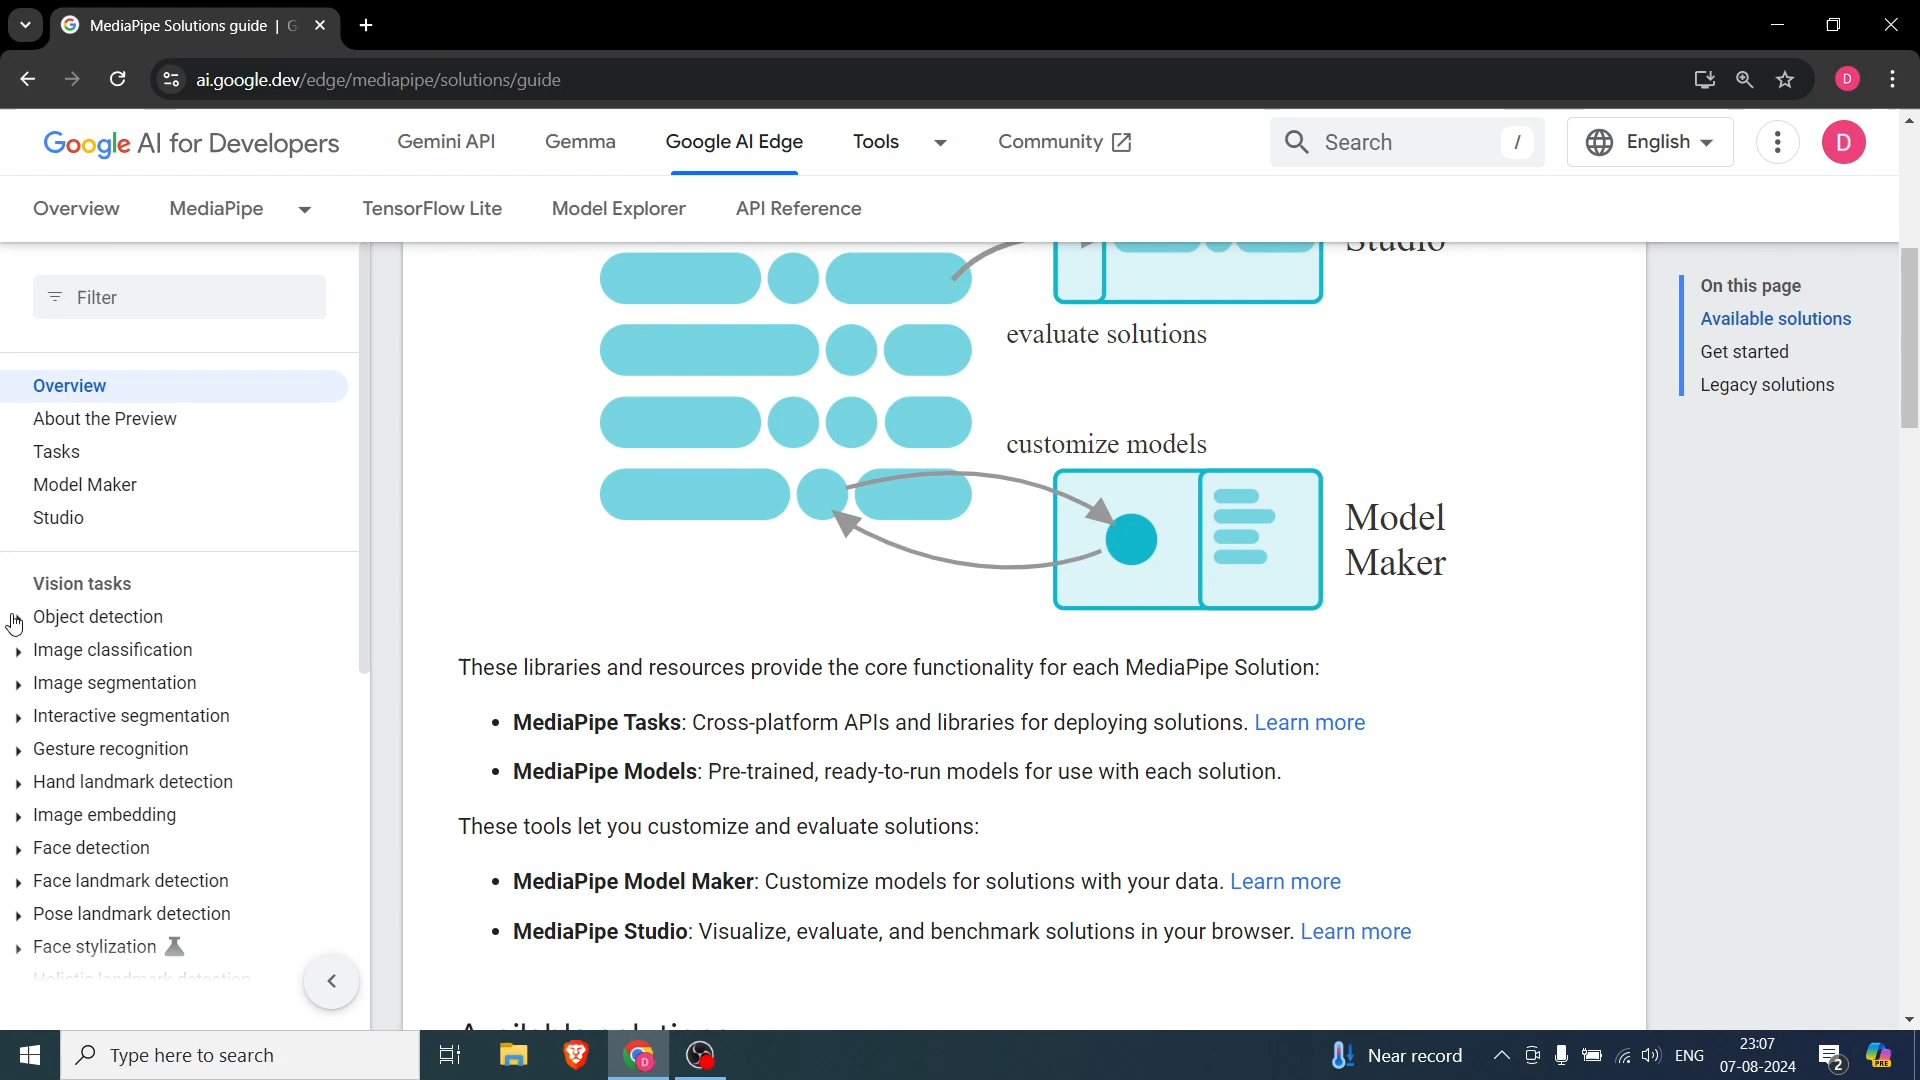 MediaPipe Solutions guide | G
ai.google.dev/edge/mediapipe/solutions/guide
D
Google AI for Developers
Gemini API
Gemma
Google AI Edge
Tools
Community
Search
/
English
D
Overview
MediaPipe
TensorFlow Lite
Model Explorer
API Reference
Filter
Overview
About the Preview
Tasks
Model Maker
Studio
Vision tasks
Object detection
Image classification
Image segmentation
Interactive segmentation
Gesture recognition
Hand landmark detection
Image embedding
Face detection
Face landmark detection
Pose landmark detection
Face stylization
Holistic landmark detection
Studio
evaluate solutions
customize models
Model
Maker
These libraries and resources provide the core functionality for each MediaPipe Solution:
• MediaPipe Tasks: Cross-platform APIs and libraries for deploying solutions. Learn more
• MediaPipe Models: Pre-trained, ready-to-run models for use with each solution.
These tools let you customize and evaluate solutions:
• MediaPipe Model Maker: Customize models for solutions with your data. Learn more
• MediaPipe Studio: Visualize, evaluate, and benchmark solutions in your browser. Learn more
Available solutions
On this page
Available solutions
Get started
Legacy solutions
Type here to search
D
Near record
ENG
23:07
07-08-2024
2
PRE